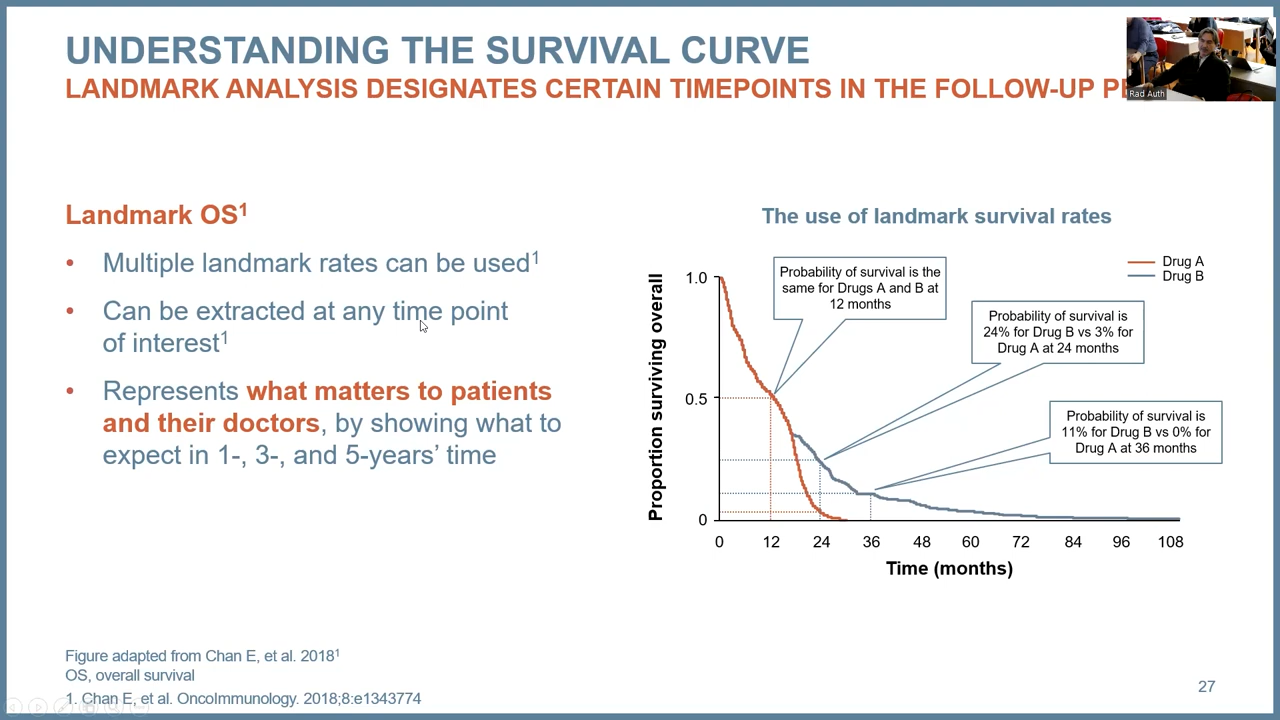 UNDERSTANDING THE SURVIVAL CURVE
LANDMARK ANALYSIS DESIGNATES CERTAIN TIMEPOINTS IN THE FOLLOW-UP
Rad Auth
Landmark OS¹
• Multiple landmark rates can be used¹
• Can be extracted at any time point
of interest¹
• Represents what matters to patients
and their doctors, by showing what to
expect in 1-, 3-, and 5-years’ time
The use of landmark survival rates
Drug A
Drug B
Probability of survival is the
same for Drugs A and B at
12 months
Probability of survival is
24% for Drug B vs 3% for
Drug A at 24 months
Probability of survival is
11% for Drug B vs 0% for
Drug A at 36 months
Proportion surviving overall
1.0
0.5
0
0 12 24 36 48 60 72 84 96 108
Time (months)
Figure adapted from Chan E, et al. 2018¹
OS, overall survival
1. Chan E, et al. OncoImmunology. 2018;8:e1343774
27